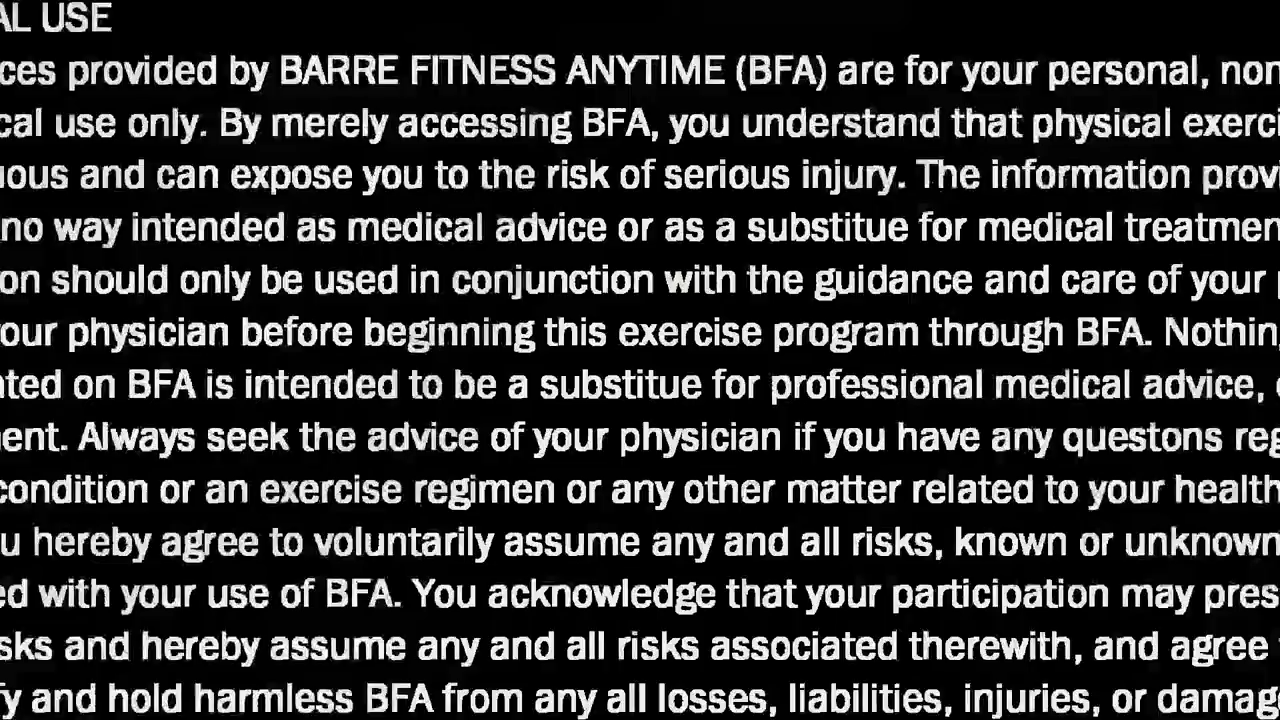 AL USE
ces provided by BARRE FITNESS ANYTIME (BFA) are for your personal, non
cal use only. By merely accessing BFA, you understand that physical exerci
uous and can expose you to the risk of serious injury. The information provi
no way intended as medical advice or as a substitue for medical treatmen
on should only be used in conjunction with the guidance and care of your
your physician before beginning this exercise program through BFA. Nothin
ated on BFA is intended to be a substitue for professional medical advice,
ent. Always seek the advice of your physician if you have any questons reg
condition or an exercise regimen or any other matter related to your health
u hereby agree to voluntarily assume any and all risks, known or unknown
ed with your use of BFA. You acknowledge that your participation may pres
sks and hereby assume any and all risks associated therewith, and agree
fy and hold harmless BFA from any all losses, liabilities, injuries, or damag